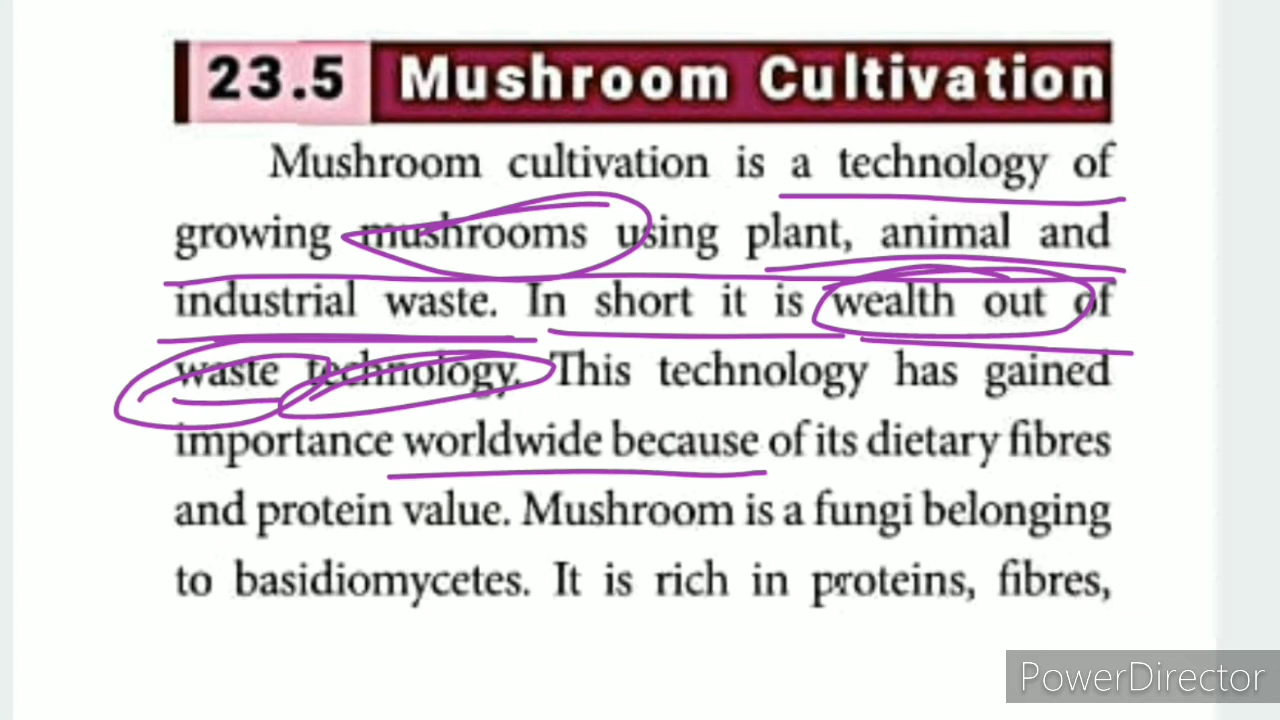 23.5 Mushroom Cultivation
Mushroom cultivation is a technology of
growing mushrooms using plant, animal and
industrial waste. In short it is wealth out of
waste technology. This technology has gained
importance worldwide because of its dietary fibres
and protein value. Mushroom is a fungi belonging
to basidiomycetes. It is rich in proteins, fibres,
PowerDirector